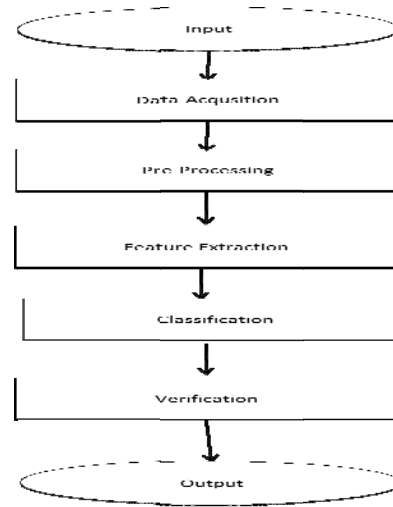 Input
Data Acqusition
Pre Processing
Feature Extraction
Classification
Verification
Output